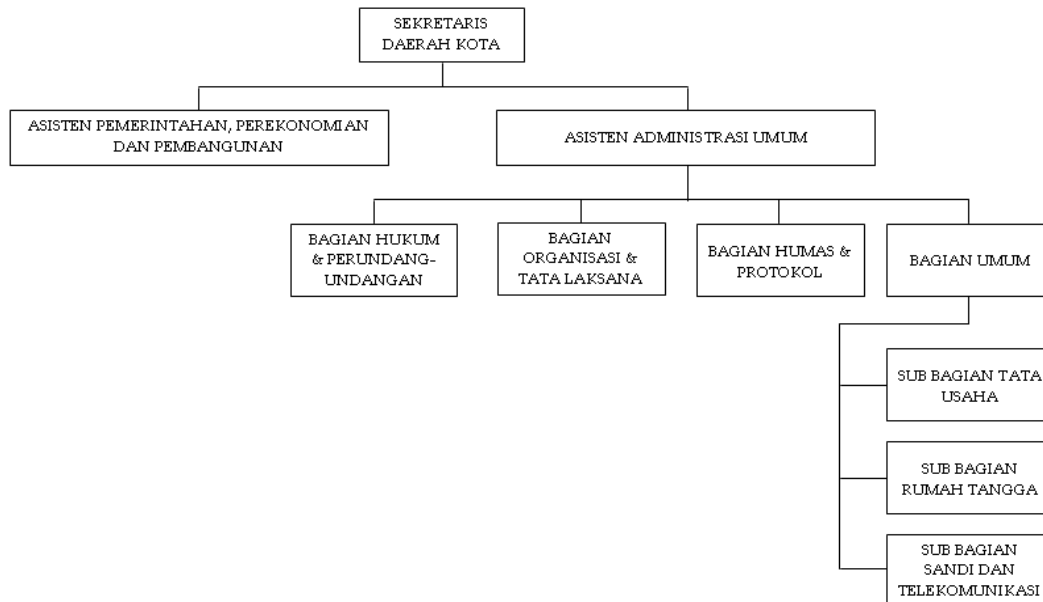 SEKRETARIS
DAERAH KOTA
ASISTEN PEMERINTAHAN, PEREKONOMIAN
DAN PEMBANGUNAN
ASISTEN ADMINISTRASI UMUM
BAGIAN HUKUM
& PERUNDANG-
UNDANGAN
BAGIAN
ORGANISASI &
TATA LAKSANA
BAGIAN HUMAS &
PROTOKOL
BAGIAN UMUM
SUB BAGIAN TATA
USAHA
SUB BAGIAN
RUMAH TANGGA
SUB BAGIAN
SANDI DAN
TELEKOMUNIKASI